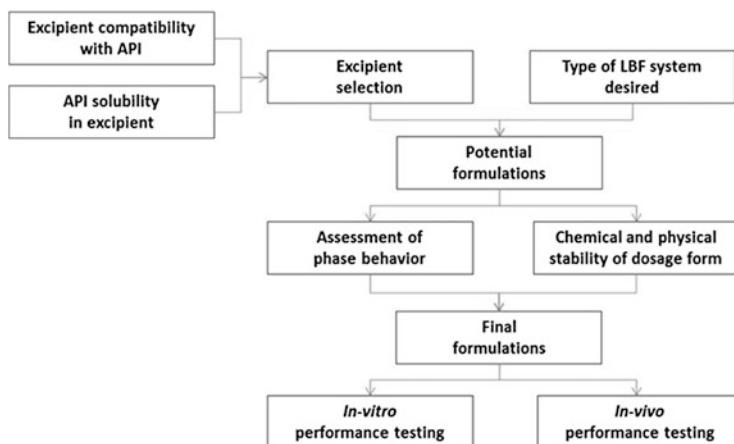 Excipient compatibility
with API
API solubility
in excipient
Excipient
selection
Type of LBF system
desired
Potential
formulations
Assessment of
phase behavior
Chemical and physical
stability of dosage form
Final
formulations
In-vitro
performance testing
In-vivo
performance testing